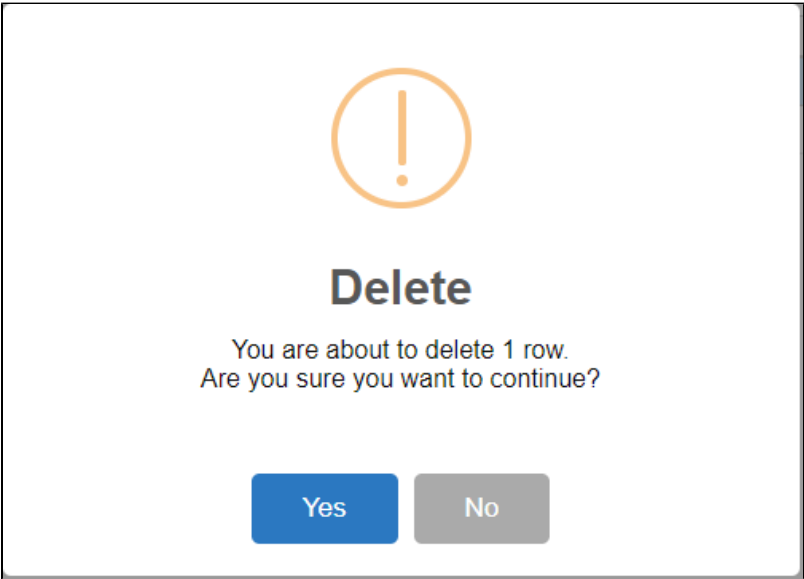 Delete
You are about to delete 1 row.
Are you sure you want to continue?
Yes
No